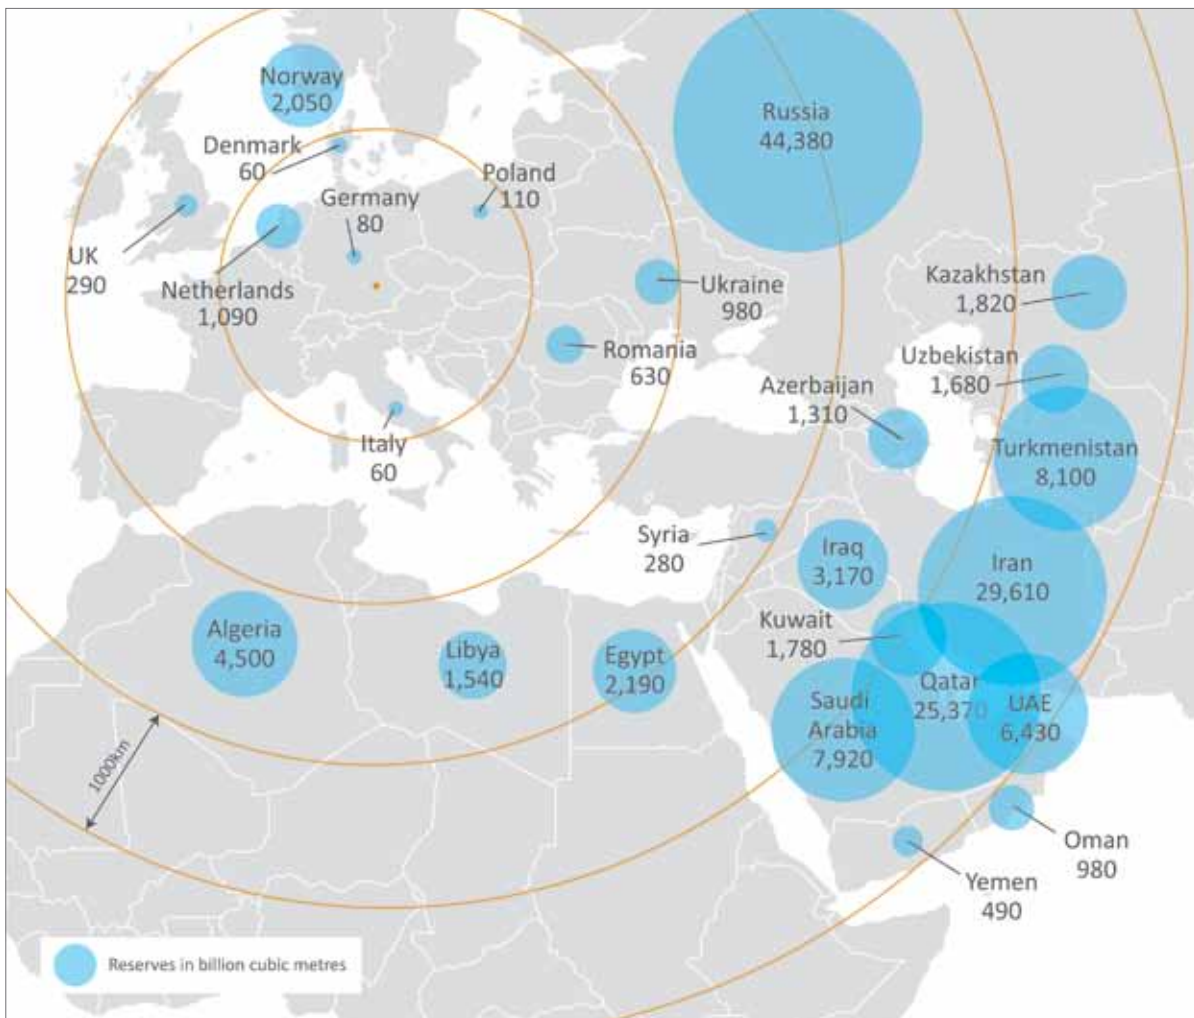 Norway
2,050
Denmark
60
Germany
80
Poland
110
UK
290
Netherlands
1,090
Russia
44,380
Ukraine
980
Romania
630
Italy
60
Kazakhstan
1,820
Uzbekistan
1,680
Azerbaijan
1,310
Turkmenistan
8,100
Syria
280
Iraq
3,170
Iran
29,610
Kuwait
1,780
Algeria
4,500
Libya
1,540
Egypt
2,190
Saudi
Arabia
7,920
Qatar
25,370
UAE
6,430
Oman
980
Yemen
490
1000km
Reserves in billion cubic metres